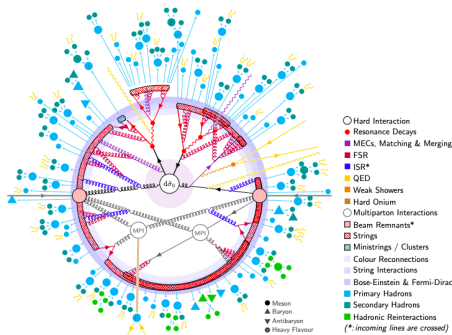 dσ̂₀
MPI
MPI
Meson
Baryon
Antibaryon
Heavy Flavour
Hard Interaction
Resonance Decays
MECs, Matching & Merging
FSR
ISR*
QED
Weak Showers
Hard Onium
Multiparton Interactions
Beam Remnants*
Strings
Ministrings / Clusters
Colour Reconnections
String Interactions
Bose-Einstein & Fermi-Dirac
Primary Hadrons
Secondary Hadrons
Hadronic Reinteractions
(*: incoming lines are crossed)